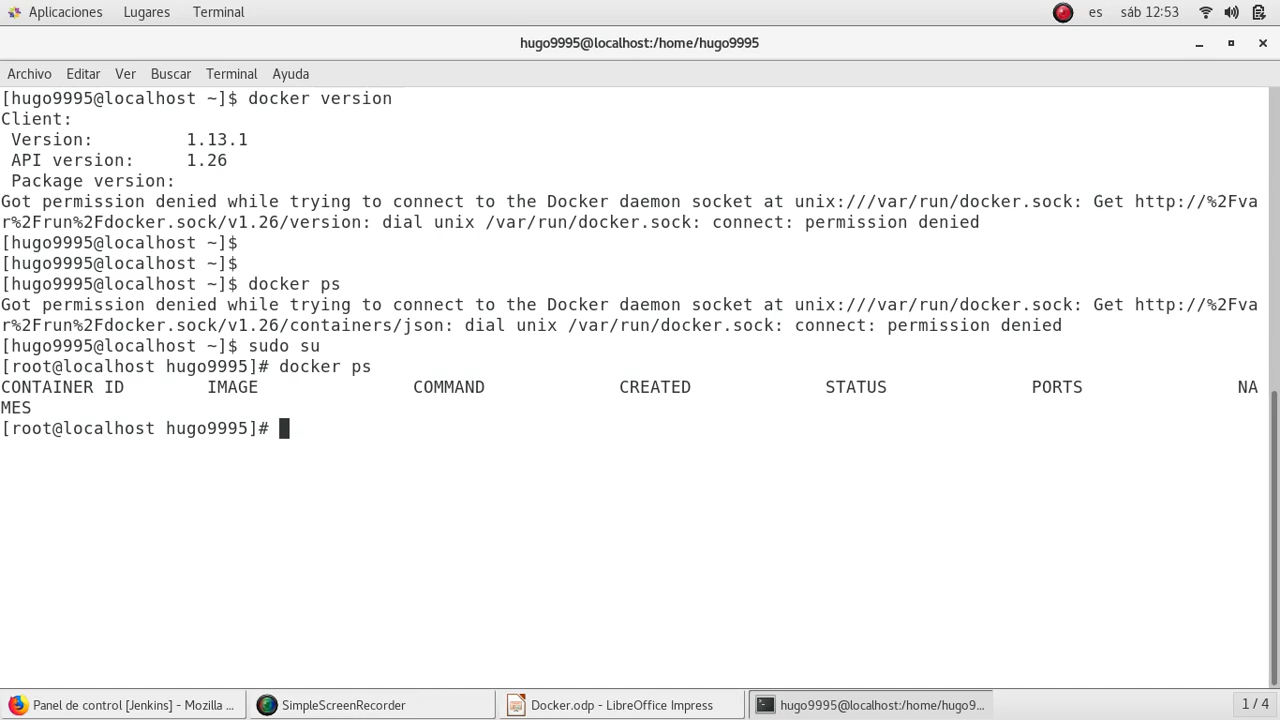 Aplicaciones Lugares Terminal es sáb 12:53
hugo9995@localhost:/home/hugo9995
Archivo Editar Ver Buscar Terminal Ayuda
[hugo9995@localhost ~]$ docker version
Client:
 Version:         1.13.1
 API version:     1.26
 Package version:
Got permission denied while trying to connect to the Docker daemon socket at unix:///var/run/docker.sock: Get http://%2Fva
r%2Frun%2Fdocker.sock/v1.26/version: dial unix /var/run/docker.sock: connect: permission denied
[hugo9995@localhost ~]$
[hugo9995@localhost ~]$
[hugo9995@localhost ~]$ docker ps
Got permission denied while trying to connect to the Docker daemon socket at unix:///var/run/docker.sock: Get http://%2Fva
r%2Frun%2Fdocker.sock/v1.26/containers/json: dial unix /var/run/docker.sock: connect: permission denied
[hugo9995@localhost ~]$ sudo su
[root@localhost hugo9995]# docker ps
CONTAINER ID        IMAGE               COMMAND             CREATED             STATUS              PORTS               NA
MES
[root@localhost hugo9995]#
Panel de control [Jenkins] - Mozilla ... SimpleScreenRecorder Docker.odp - LibreOffice Impress hugo9995@localhost:/home/hugo9... 1 / 4